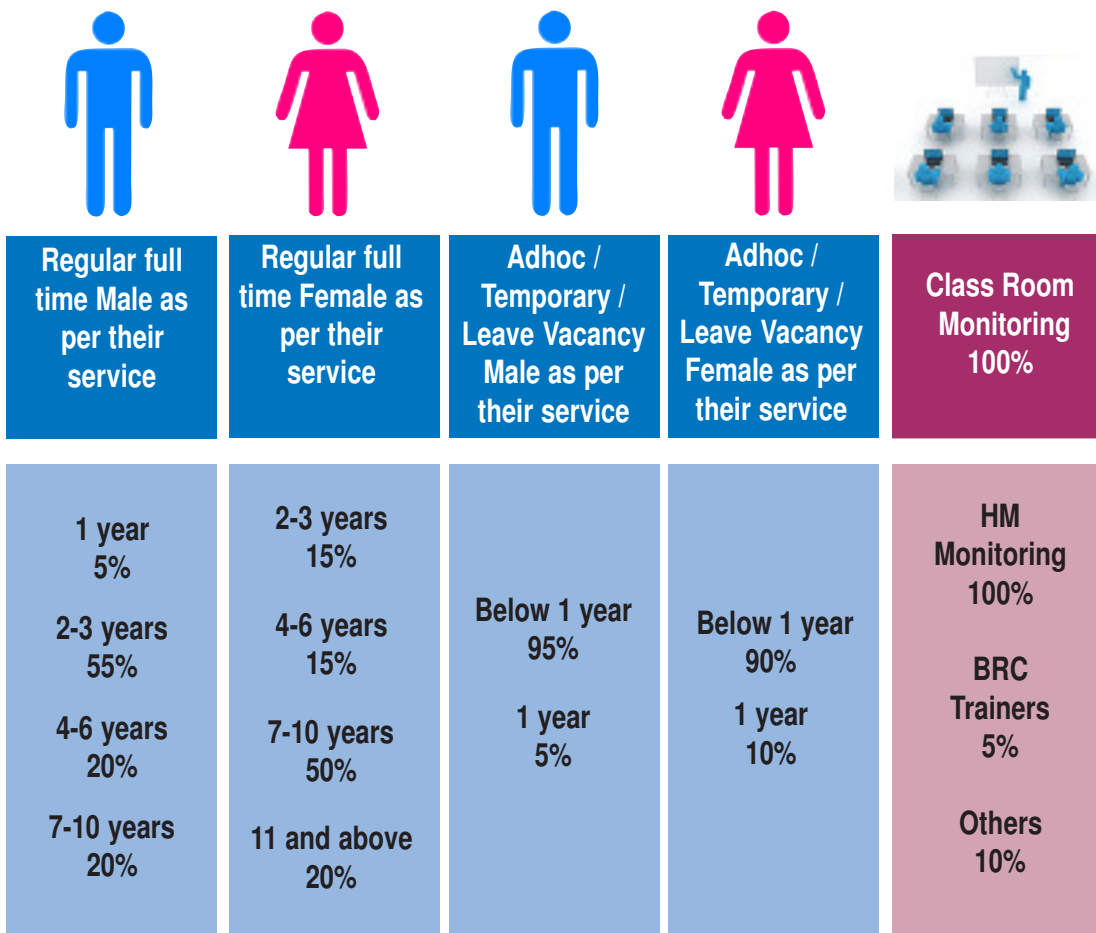 Regular full
time Male as
per their
service
Regular full
time Female as
per their
service
Adhoc /
Temporary /
Leave Vacancy
Male as per
their service
Adhoc /
Temporary /
Leave Vacancy
Female as per
their service
Class Room
Monitoring
100%
1 year
5%
2-3 years
55%
4-6 years
20%
7-10 years
20%
2-3 years
15%
4-6 years
15%
7-10 years
50%
11 and above
20%
Below 1 year
95%
1 year
5%
Below 1 year
90%
1 year
10%
HM
Monitoring
100%
BRC
Trainers
5%
Others
10%